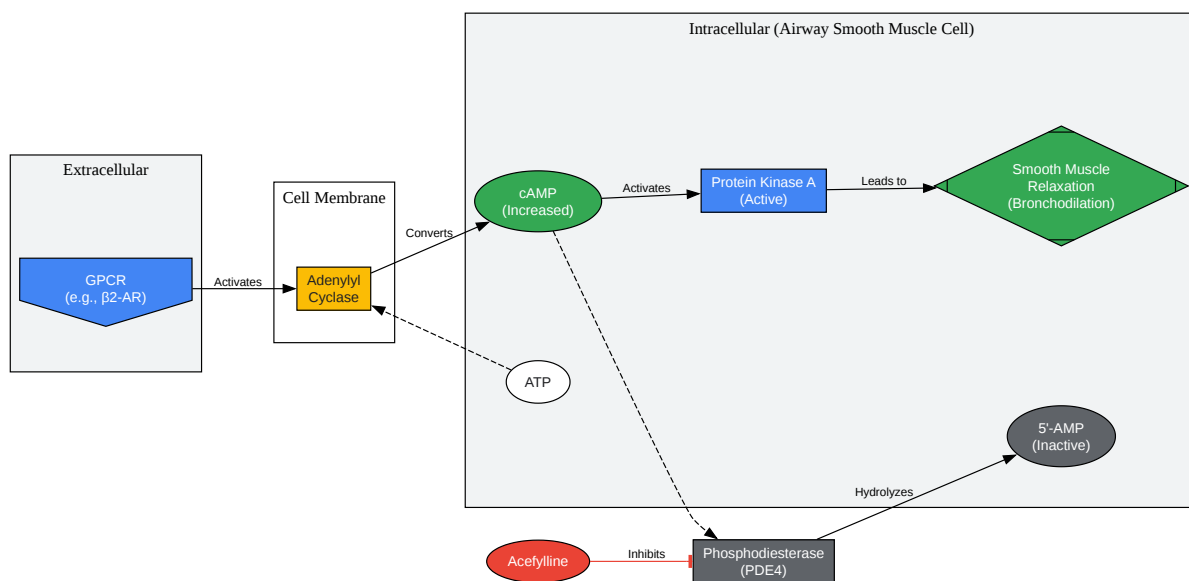 Intracellular (Airway Smooth Muscle Cell)
Extracellular
Cell Membrane
GPCR
(e.g., β2-AR)
Activates
Adenylyl
Cyclase
Converts
cAMP
(Increased)
Activates
Protein Kinase A
(Active)
Leads to
Smooth Muscle
Relaxation
(Bronchodilation)
ATP
5'-AMP
(Inactive)
Hydrolyzes
Acefylline
Inhibits
Phosphodiesterase
(PDE4)